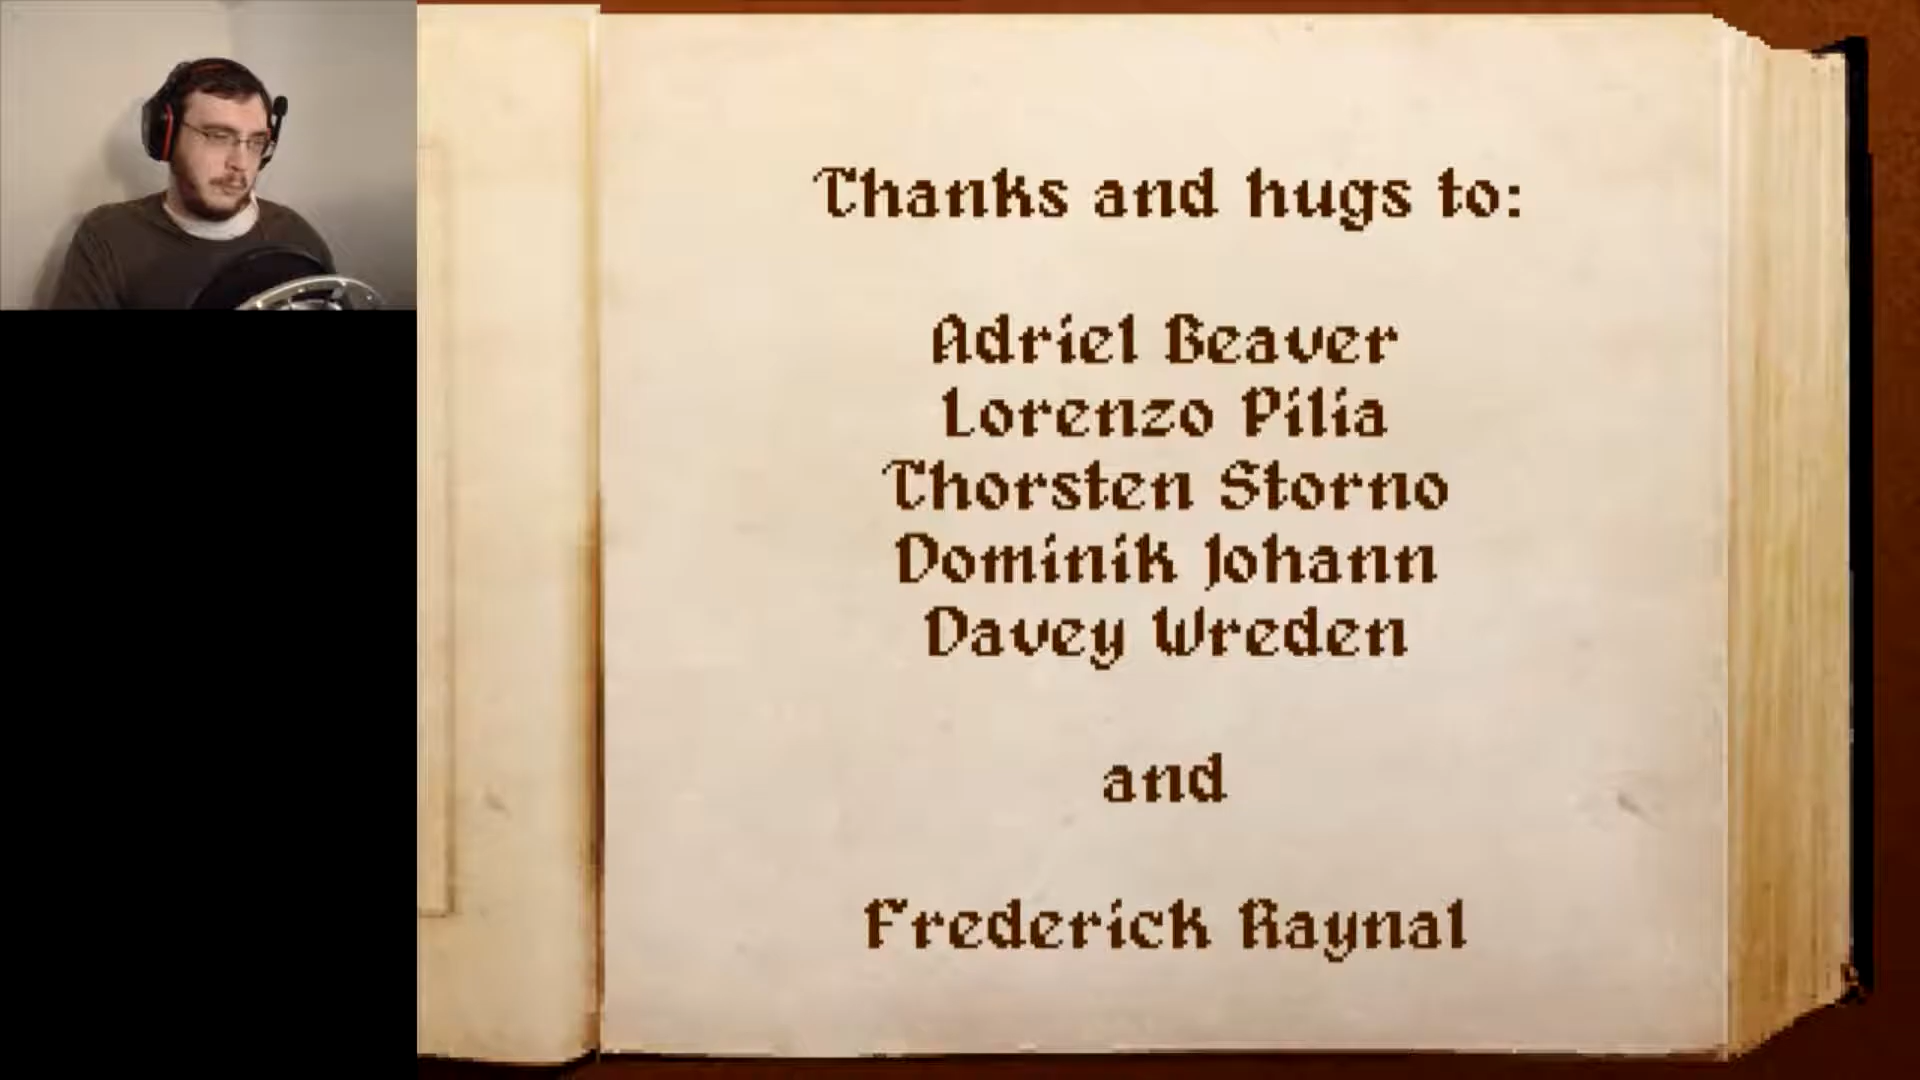 Thanks and hugs to:
Adriel Beaver
Lorenzo Pilia
Thorsten Storno
Dominik Johann
Davey Wreden
and
Frederick Raynal